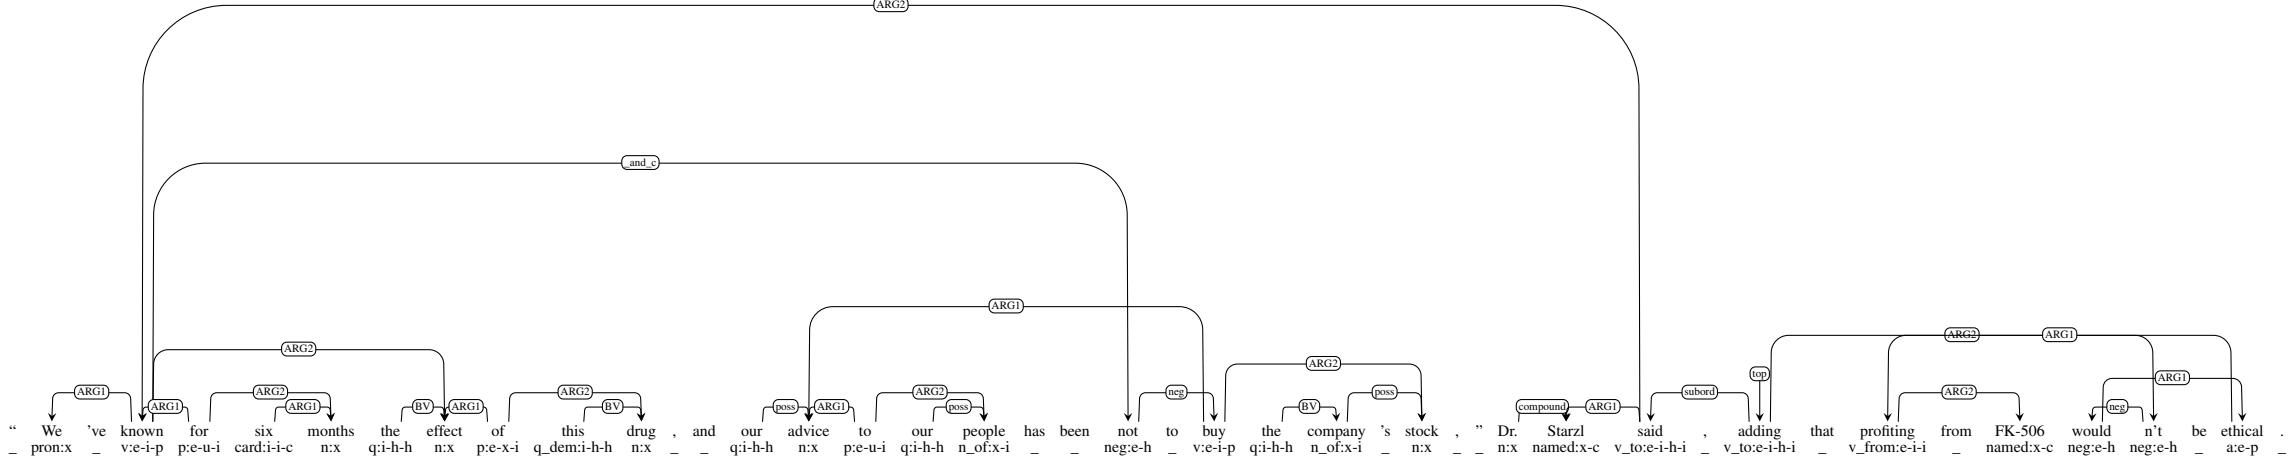 ARG2
_and_c
ARG1
ARG2 ARG1
ARG2
ARG2
top
ARG1
ARG1 ARG2 ARG2 ARG2 neg poss subord ARG2
ARG1 ARG1 BV ARG1 BV poss ARG1 poss BV compound ARG1 neg
“ We ’ve known for six months the effect of this drug , and our advice to our people has been not to buy the company ’s stock , ” Dr. Starzl said , adding that profiting from FK-506 would n’t be ethical .
_ pron:x _ v:e-i-p p:e-u-i card:i-i-c n:x q:i-h-h n:x p:e-x-i q_dem:i-h-h n:x _ _ q:i-h-h n:x p:e-u-i q:i-h-h n_of:x-i _ _ neg:e-h _ v:e-i-p q:i-h-h n_of:x-i _ n:x _ _ n:x named:x-c v_to:e-i-h-i _ v_to:e-i-h-i _ v_from:e-i-i _ named:x-c neg:e-h neg:e-h _ a:e-p _